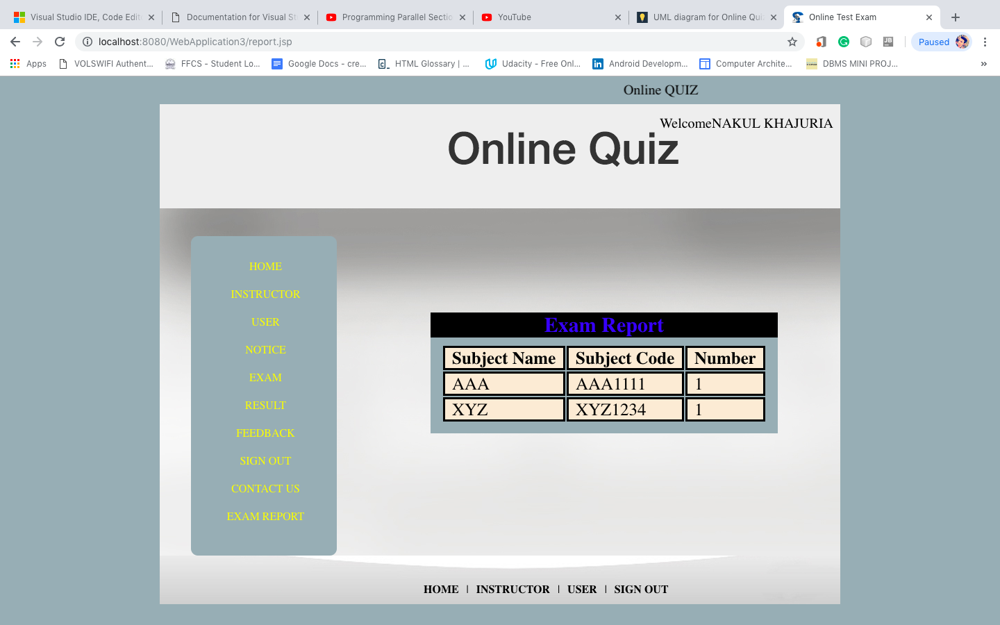 Visual Studio IDE, Code Edit
Documentation for Visual St
Programming Parallel Sectio
YouTube
UML diagram for Online Qui
Online Test Exam
localhost:8080/WebApplication3/report.jsp
Paused
Apps
VOLSWIFI Authent...
FFCS - Student Lo...
Google Docs - cre...
HTML Glossary | ...
Udacity - Free Onl...
Android Developm...
Computer Archite...
DBMS MINI PROJ...
»
Online QUIZ
WelcomeNAKUL KHAJURIA
Online Quiz
HOME
INSTRUCTOR
USER
NOTICE
EXAM
RESULT
FEEDBACK
SIGN OUT
CONTACT US
EXAM REPORT
Exam Report
Subject Name Subject Code Number
AAA AAA1111 1
XYZ XYZ1234 1
HOME | INSTRUCTOR | USER | SIGN OUT